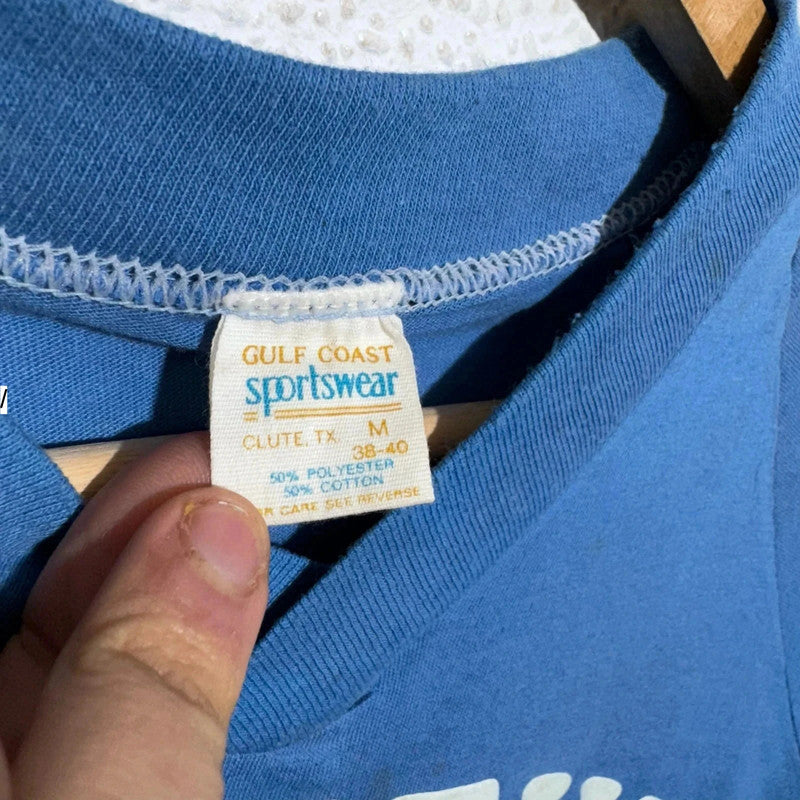 GULF COAST
sportswear
CLUTE, TX. M
38-40
50% POLYESTER
50% COTTON
CARE SEE REVERSE